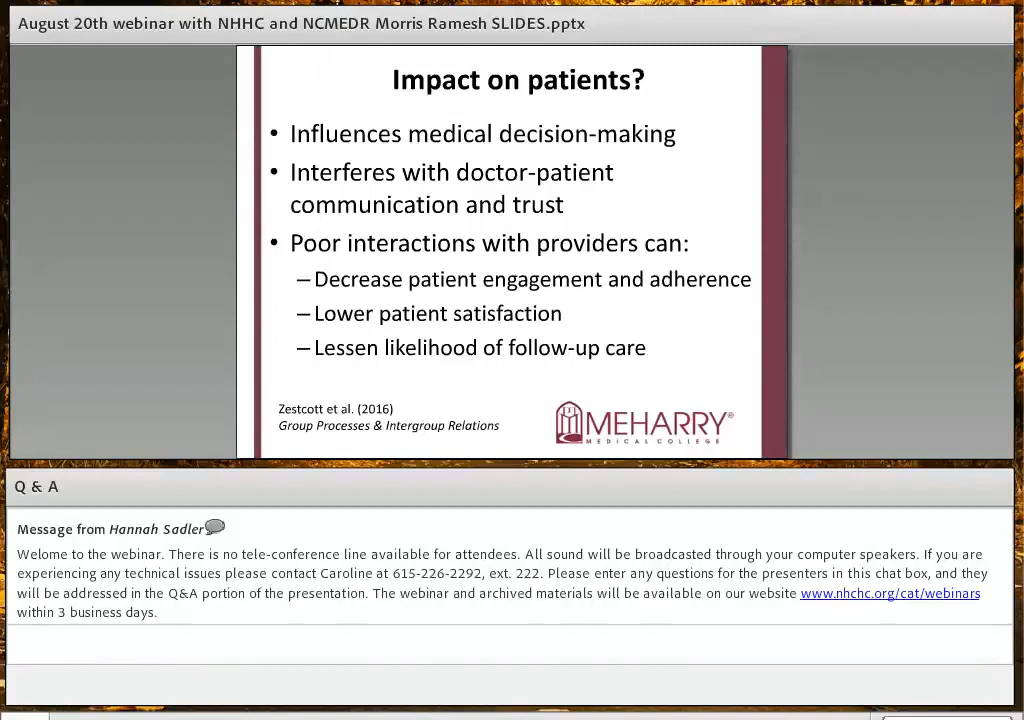 August 20th webinar with NHHC and NCMEDR Morris Ramesh SLIDES.pptx
Impact on patients?
• Influences medical decision-making
• Interferes with doctor-patient
communication and trust
• Poor interactions with providers can:
– Decrease patient engagement and adherence
– Lower patient satisfaction
– Lessen likelihood of follow-up care
Zestcott et al. (2016)
Group Processes & Intergroup Relations
MEHARRY®
MEDICAL COLLEGE
Q & A
Message from Hannah Sadler
Welome to the webinar. There is no tele-conference line available for attendees. All sound will be broadcasted through your computer speakers. If you are
experiencing any technical issues please contact Caroline at 615-226-2292, ext. 222. Please enter any questions for the presenters in this chat box, and they
will be addressed in the Q&A portion of the presentation. The webinar and archived materials will be available on our website www.nhchc.org/cat/webinars
within 3 business days.